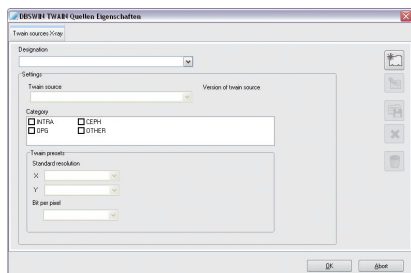 DBSWIN TWAIN Quellen Eigenschaften
Twain sources X-ray
Designation
Settings
Twain source
Version of twain source
Category
INTRA
CEPH
OPG
OTHER
Twain presets
Standard resolution
X
Y
Bit per pixel
OK
Abort